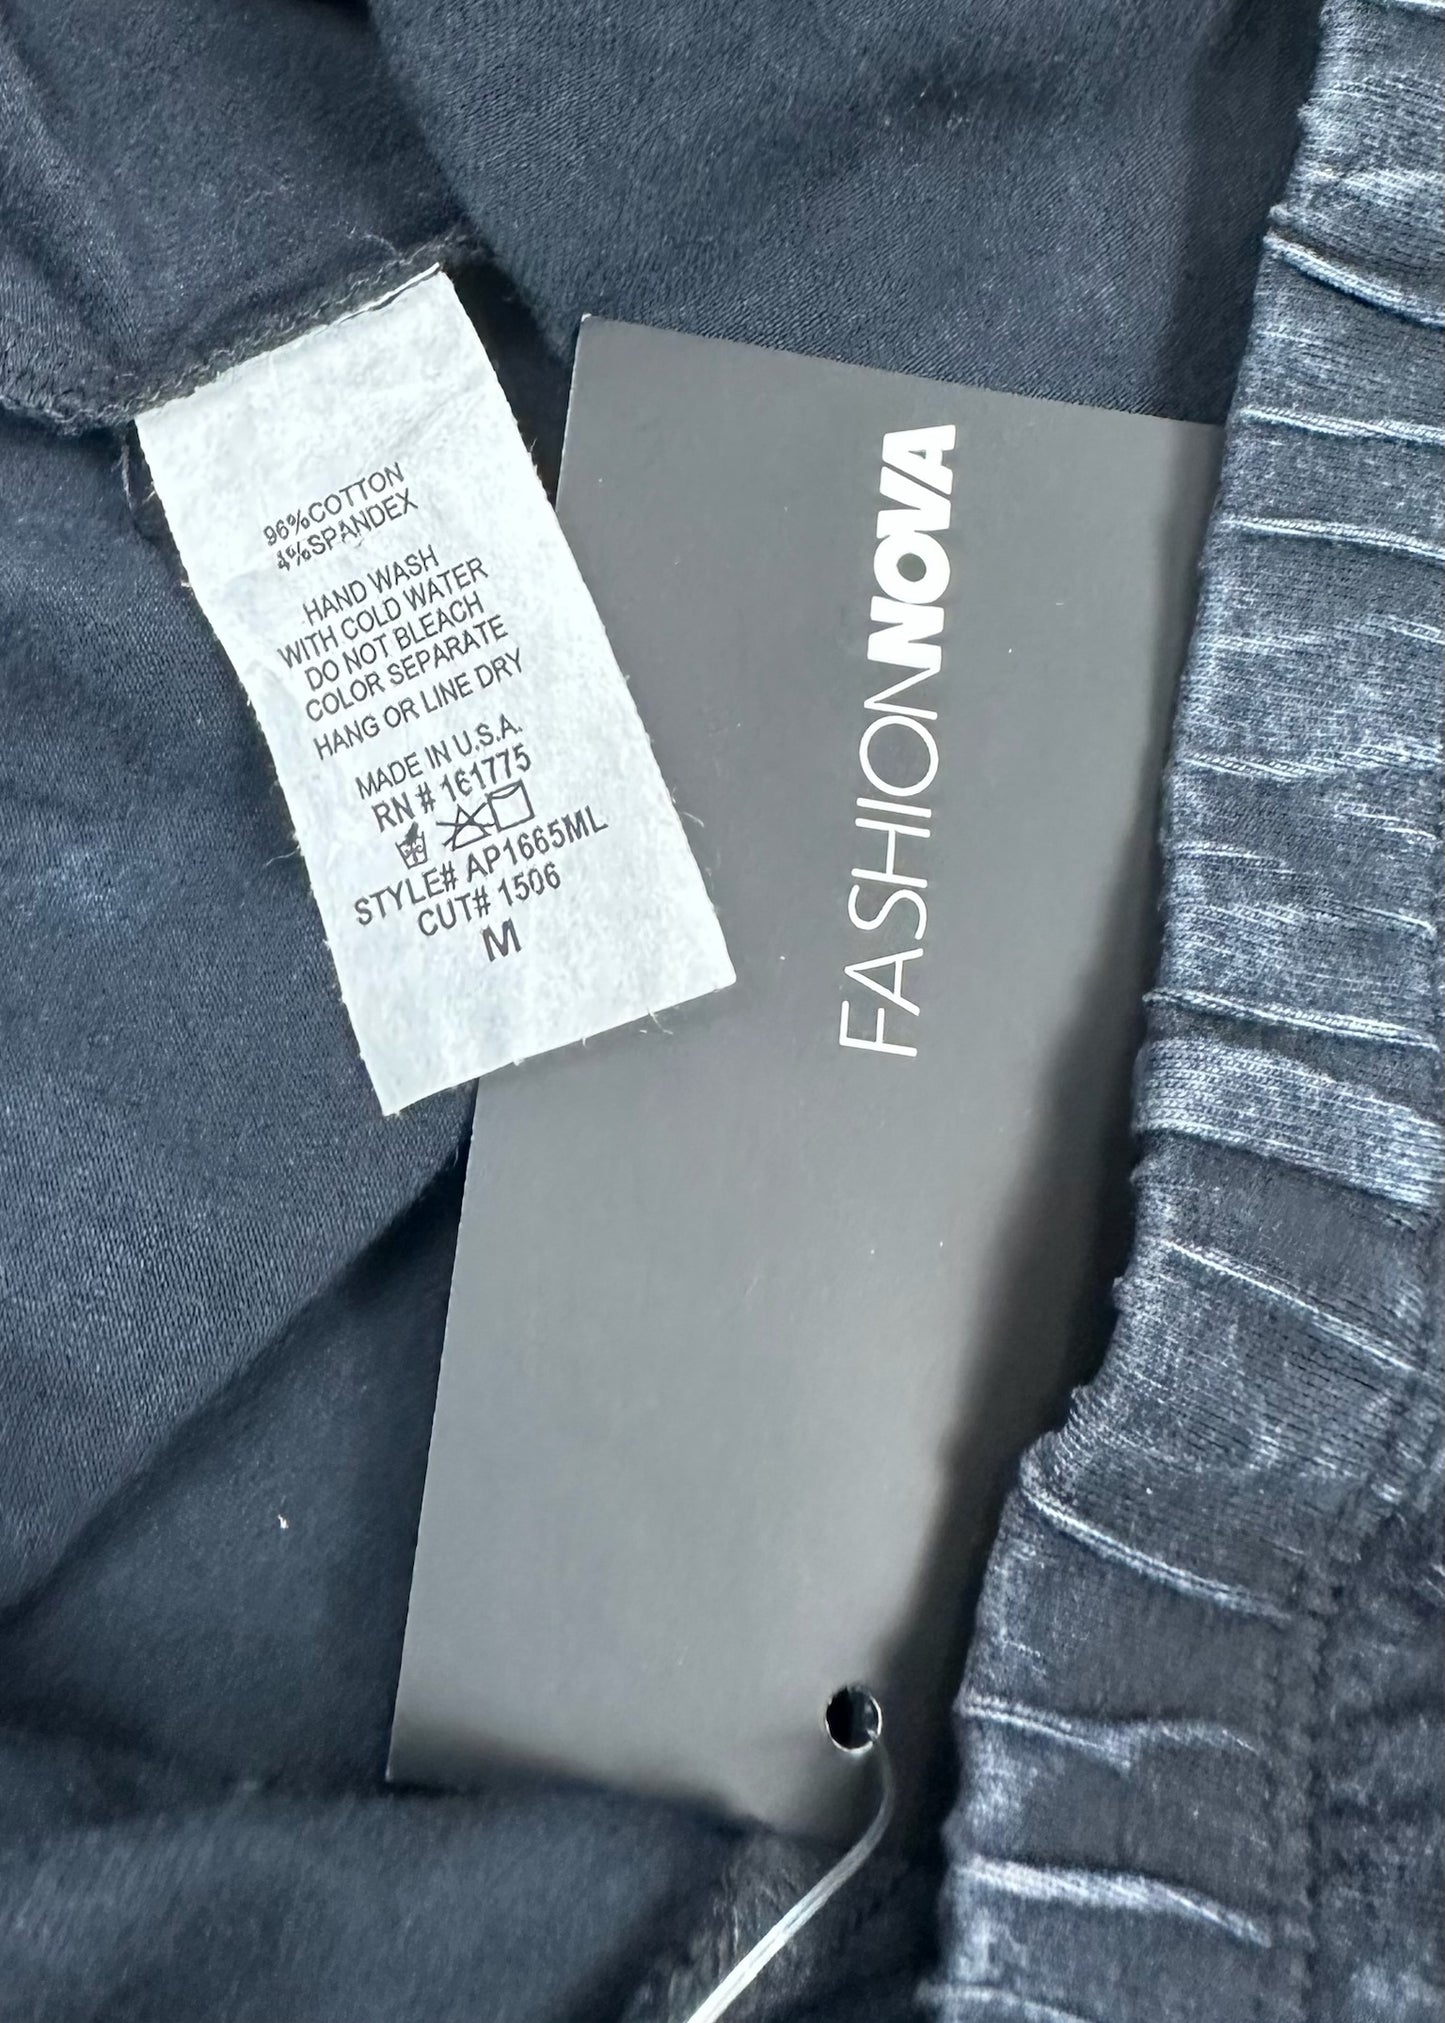 96%COTTON
4%SPANDEX
HAND WASH
WITH COLD WATER
DO NOT BLEACH
COLOR SEPARATE
HANG OR LINE DRY
MADE IN U.S.A.
RN # 161775
STYLE# AP1665ML
CUT# 1506
M
FASHIONNOVA